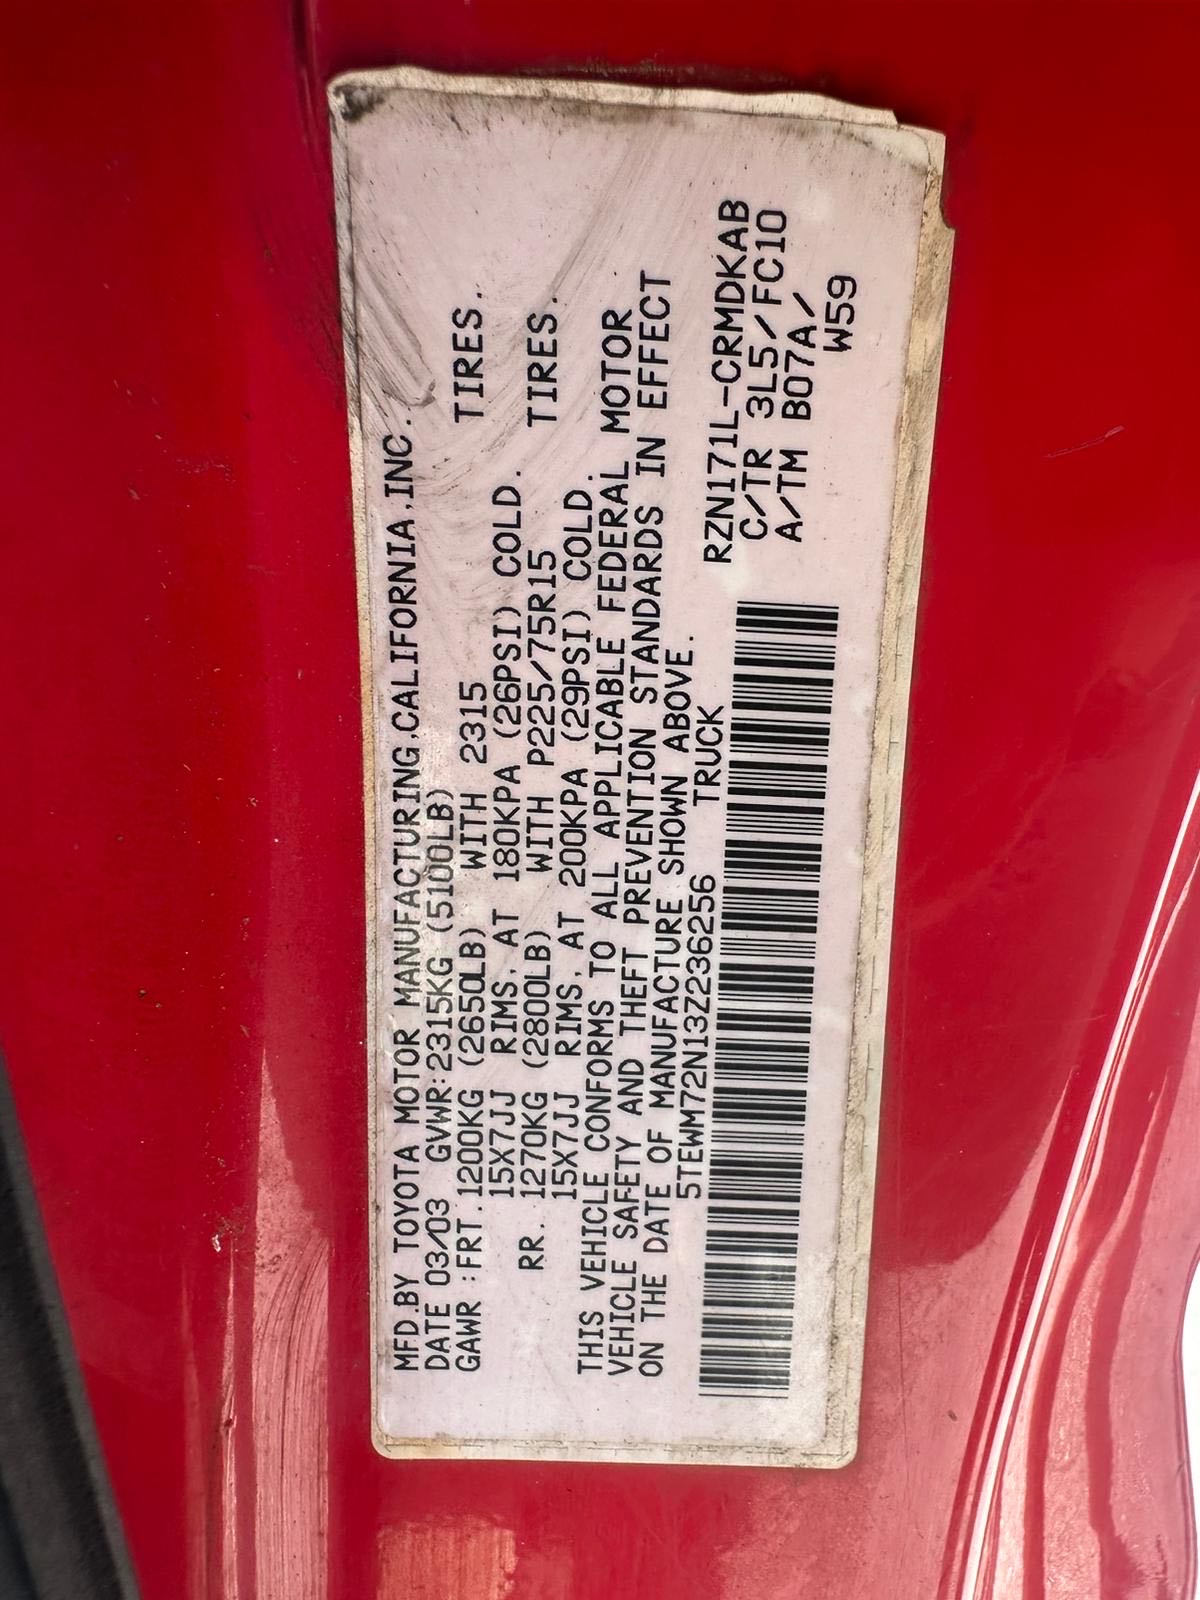 MFD.BY TOYOTA MOTOR MANUFACTURING,CALIFORNIA,INC.
DATE 03/03 GVWR:2315KG (5100LB)
GAWR :FRT.1200KG (2650LB) WITH 2315 TIRES.
15X7JJ RIMS, AT 180KPA (26PSI) COLD.
RR. 1270KG (2800LB) WITH P225/75R15 TIRES.
15X7JJ RIMS, AT 200KPA (29PSI) COLD.
THIS VEHICLE CONFORMS TO ALL APPLICABLE FEDERAL MOTOR
VEHICLE SAFETY AND THEFT PREVENTION STANDARDS IN EFFECT
ON THE DATE OF MANUFACTURE SHOWN ABOVE.
5TEWM72N13Z236256 TRUCK
RZN171L-CRMDKAB
C/TR 3L5/FC10
A/TM B07A/
W59